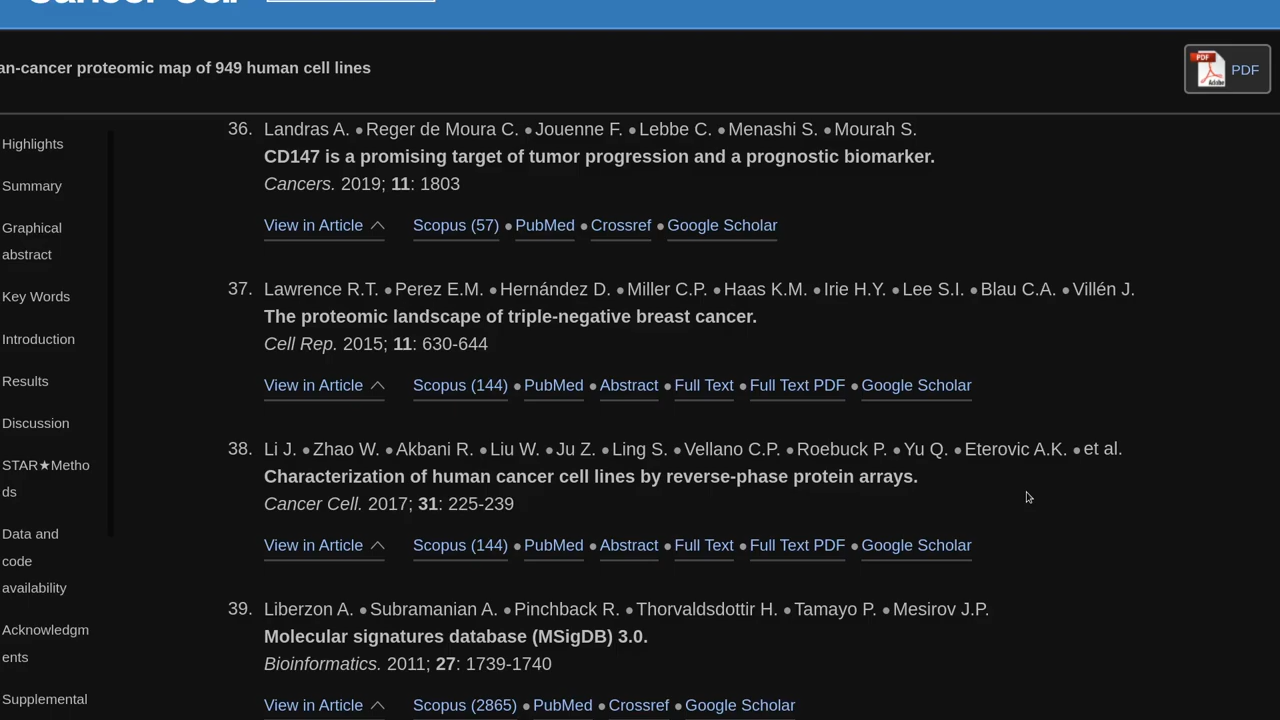 an-cancer proteomic map of 949 human cell lines
PDF
Highlights
Summary
Graphical
abstract
Key Words
Introduction
Results
Discussion
STAR★Metho
ds
Data and
code
availability
Acknowledgm
ents
Supplemental
36. Landras A. • Reger de Moura C. • Jouenne F. • Lebbe C. • Menashi S. • Mourah S.
CD147 is a promising target of tumor progression and a prognostic biomarker.
Cancers. 2019; 11: 1803
View in Article Scopus (57) • PubMed • Crossref • Google Scholar
37. Lawrence R.T. • Perez E.M. • Hernández D. • Miller C.P. • Haas K.M. • Irie H.Y. • Lee S.I. • Blau C.A. • Villén J.
The proteomic landscape of triple-negative breast cancer.
Cell Rep. 2015; 11: 630-644
View in Article Scopus (144) • PubMed • Abstract • Full Text • Full Text PDF • Google Scholar
38. Li J. • Zhao W. • Akbani R. • Liu W. • Ju Z. • Ling S. • Vellano C.P. • Roebuck P. • Yu Q. • Eterovic A.K. • et al.
Characterization of human cancer cell lines by reverse-phase protein arrays.
Cancer Cell. 2017; 31: 225-239
View in Article Scopus (144) • PubMed • Abstract • Full Text • Full Text PDF • Google Scholar
39. Liberzon A. • Subramanian A. • Pinchback R. • Thorvaldsdottir H. • Tamayo P. • Mesirov J.P.
Molecular signatures database (MSigDB) 3.0.
Bioinformatics. 2011; 27: 1739-1740
View in Article Scopus (2865) • PubMed • Crossref • Google Scholar